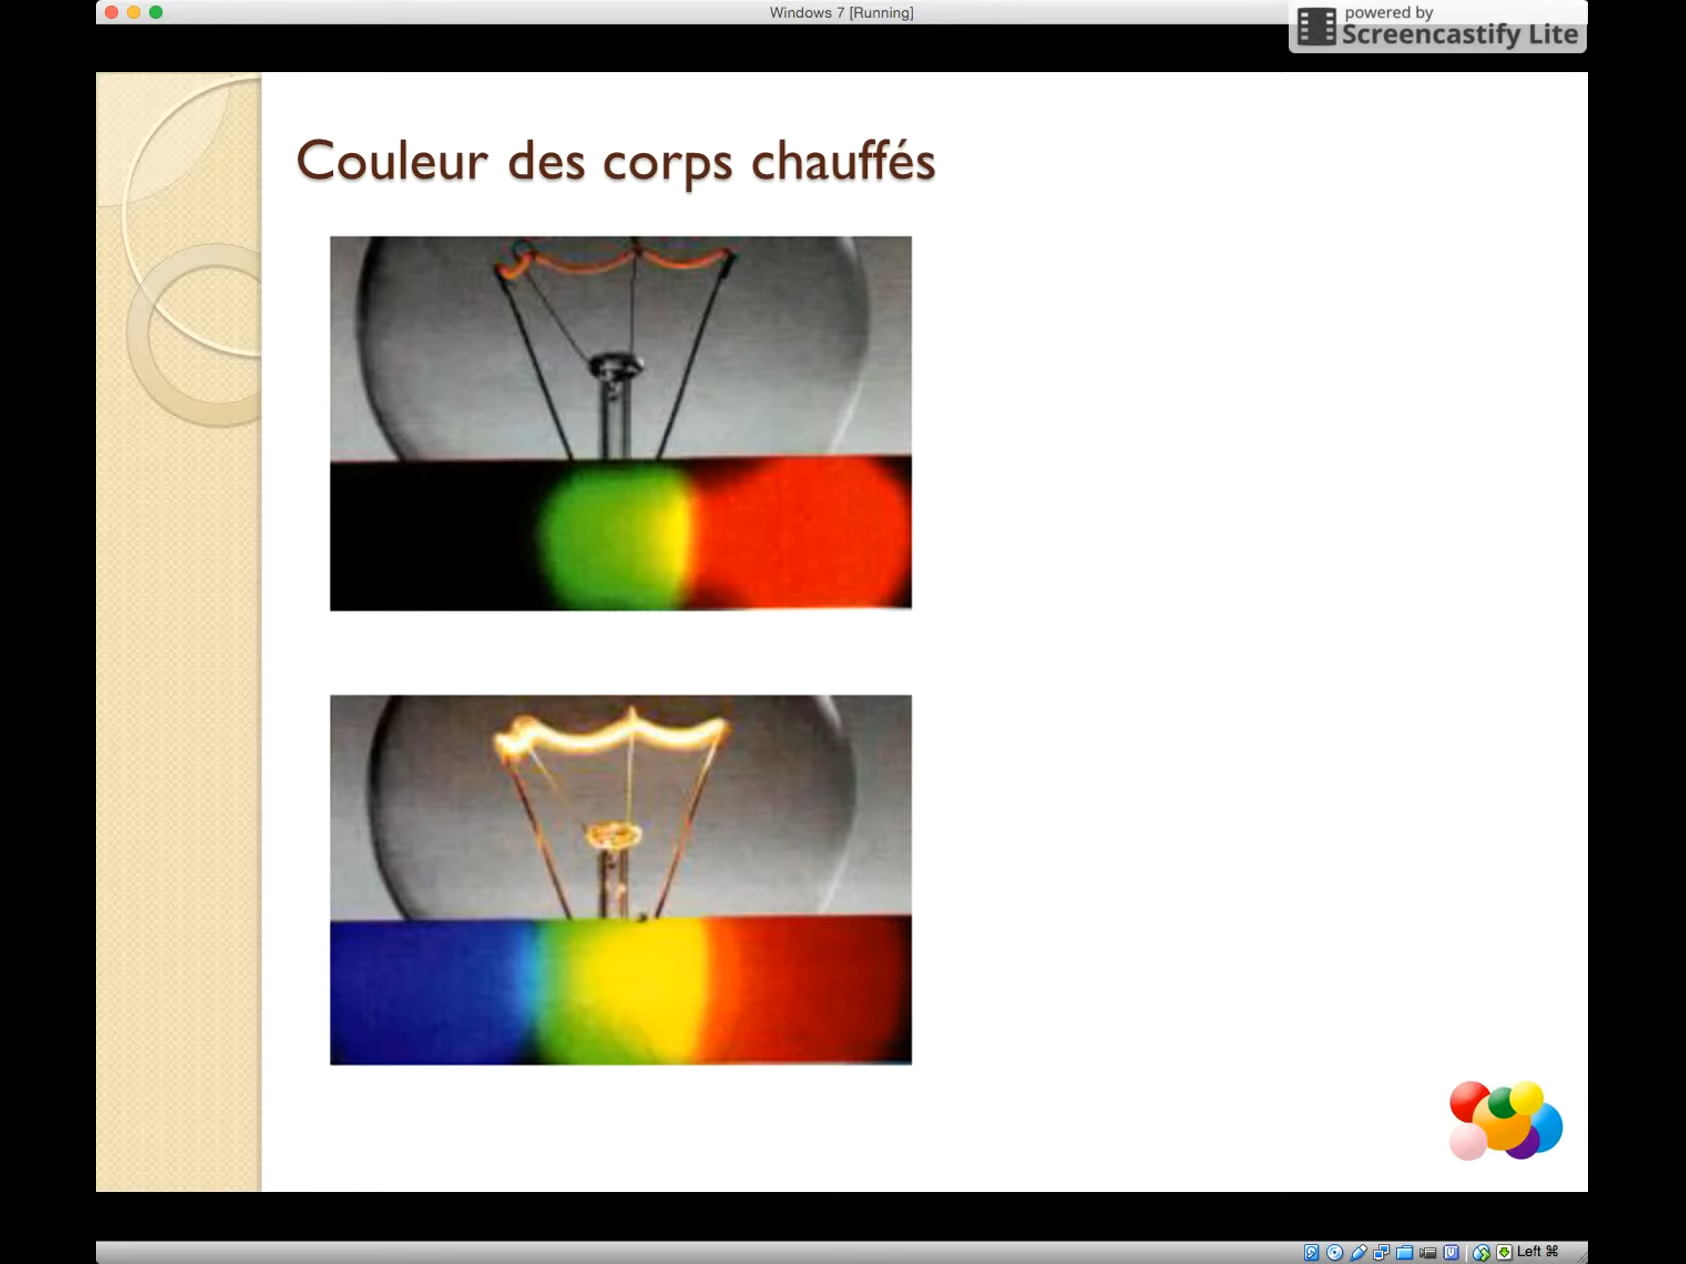 Windows 7 [Running]
powered by
Screencastify Lite
Couleur des corps chauffés
Left ⌘